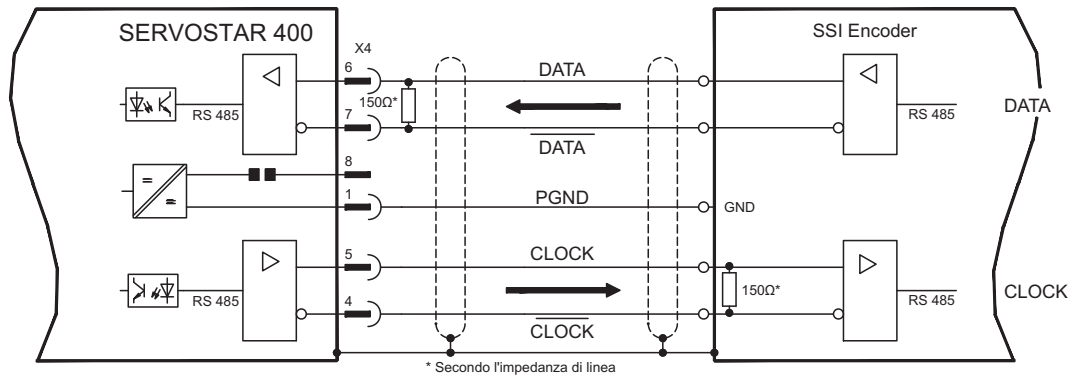 SERVOSTAR 400
X4
SSI Encoder
6
DATA
150Ω*
RS 485
7
DATA
RS 485
DATA
8
1
PGND
GND
5
CLOCK
RS 485
4
CLOCK
150Ω*
RS 485
CLOCK
* Secondo l'impedanza di linea